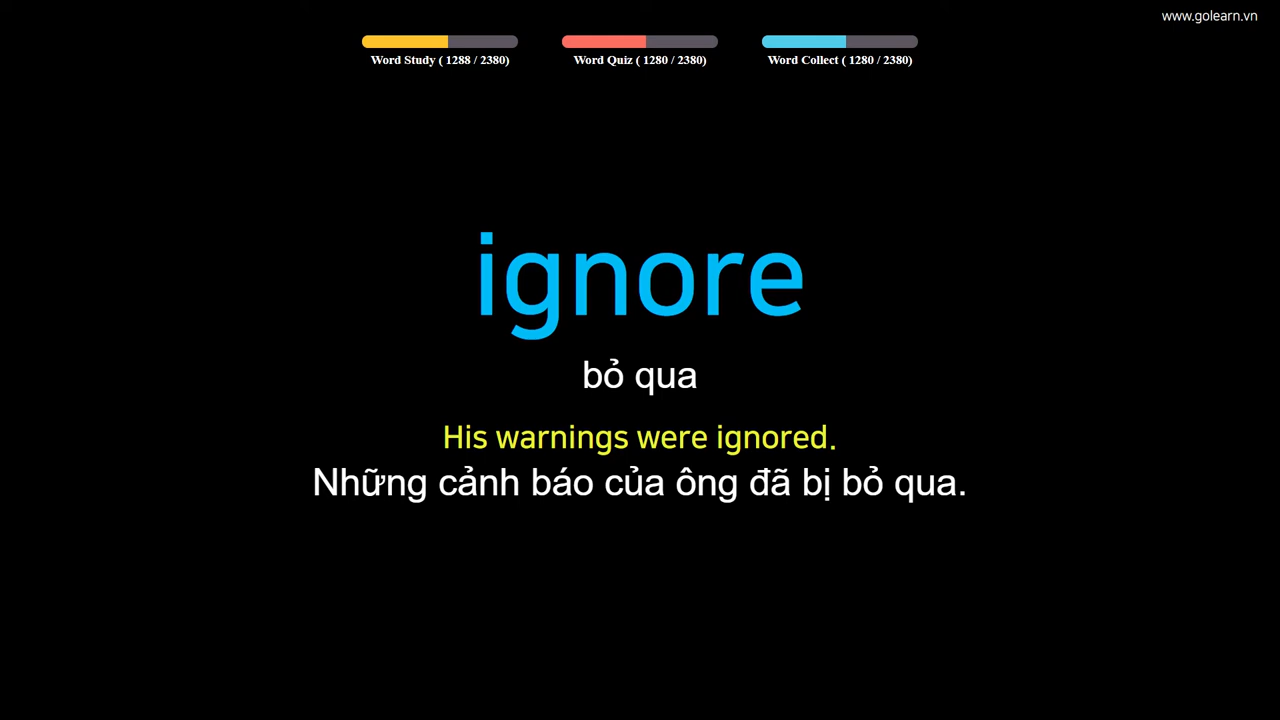 www.golearn.vn
Word Study ( 1288 / 2380)
Word Quiz ( 1280 / 2380)
Word Collect ( 1280 / 2380)
ignore
bỏ qua
His warnings were ignored.
Những cảnh báo của ông đã bị bỏ qua.